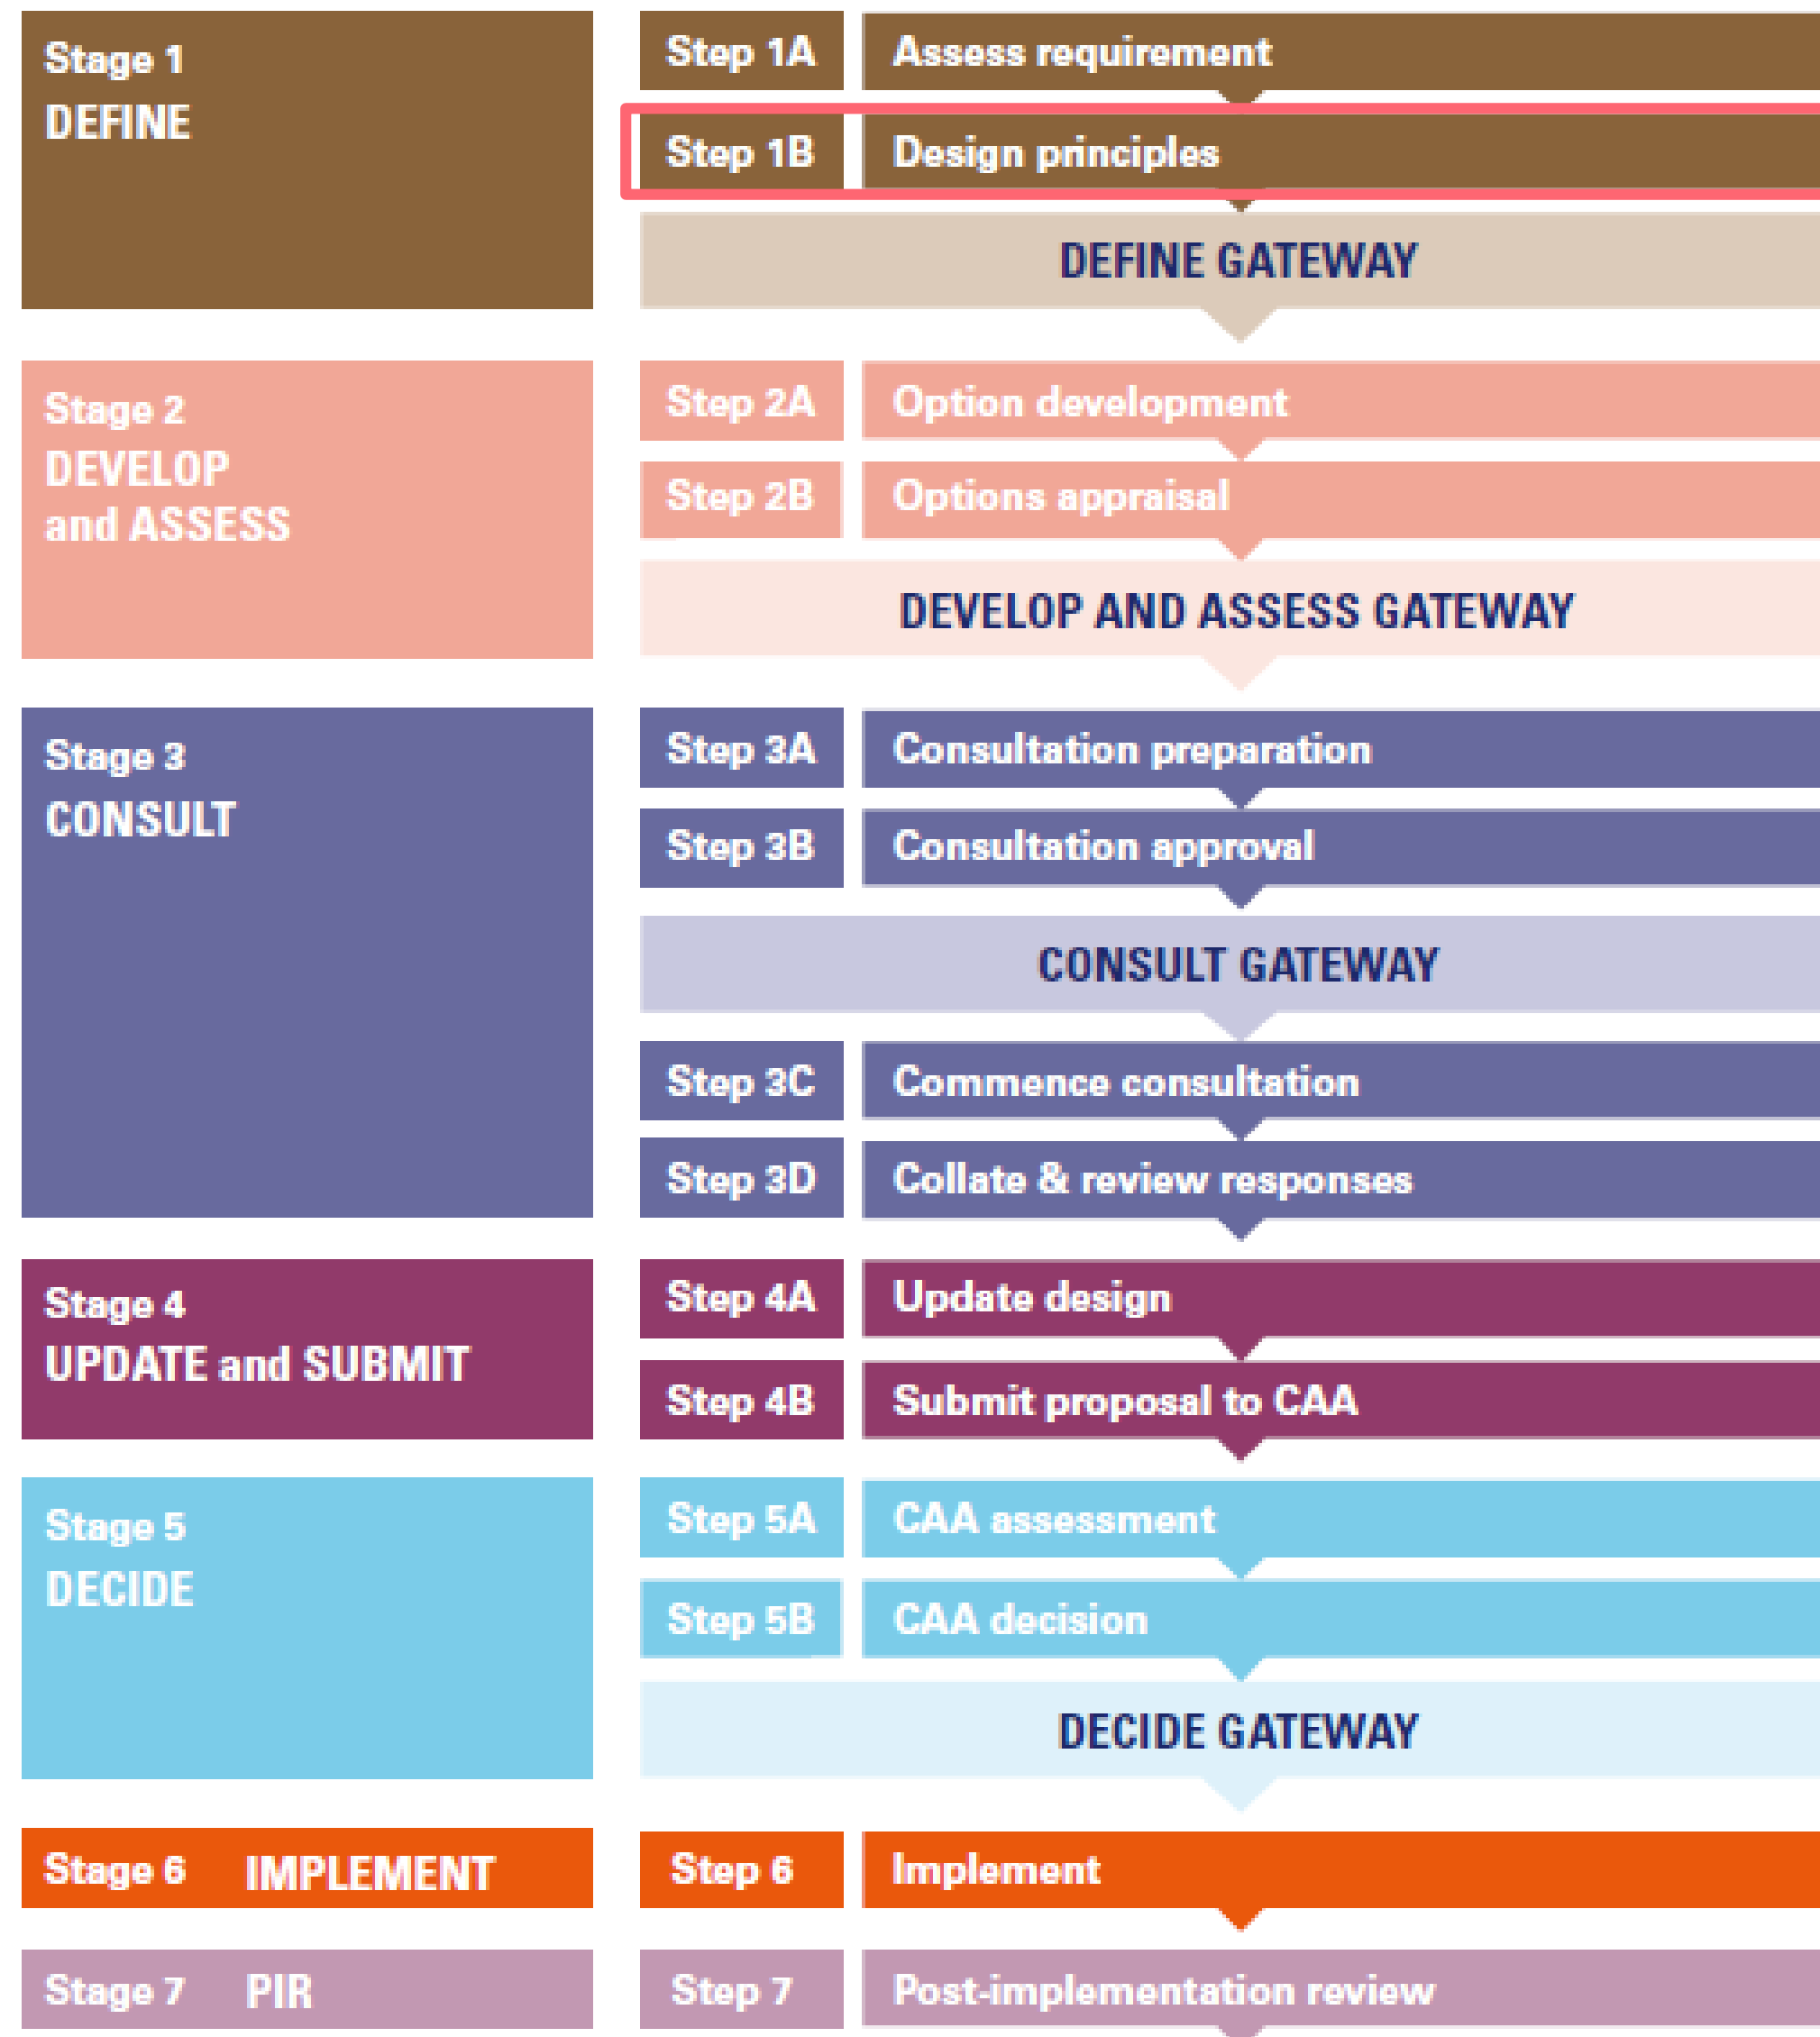 Stage 1
DEFINE
Step 1A Assess requirement
Step 1B Design principles
DEFINE GATEWAY
Stage 2
DEVELOP
and ASSESS
Step 2A Option development
Step 2B Options appraisal
DEVELOP AND ASSESS GATEWAY
Stage 3
CONSULT
Step 3A Consultation preparation
Step 3B Consultation approval
CONSULT GATEWAY
Step 3C Commence consultation
Step 3D Collate & review responses
Stage 4
UPDATE and SUBMIT
Step 4A Update design
Step 4B Submit proposal to CAA
Stage 5
DECIDE
Step 5A CAA assessment
Step 5B CAA decision
DECIDE GATEWAY
Stage 6 IMPLEMENT
Step 6 Implement
Stage 7 PIR
Step 7 Post-implementation review